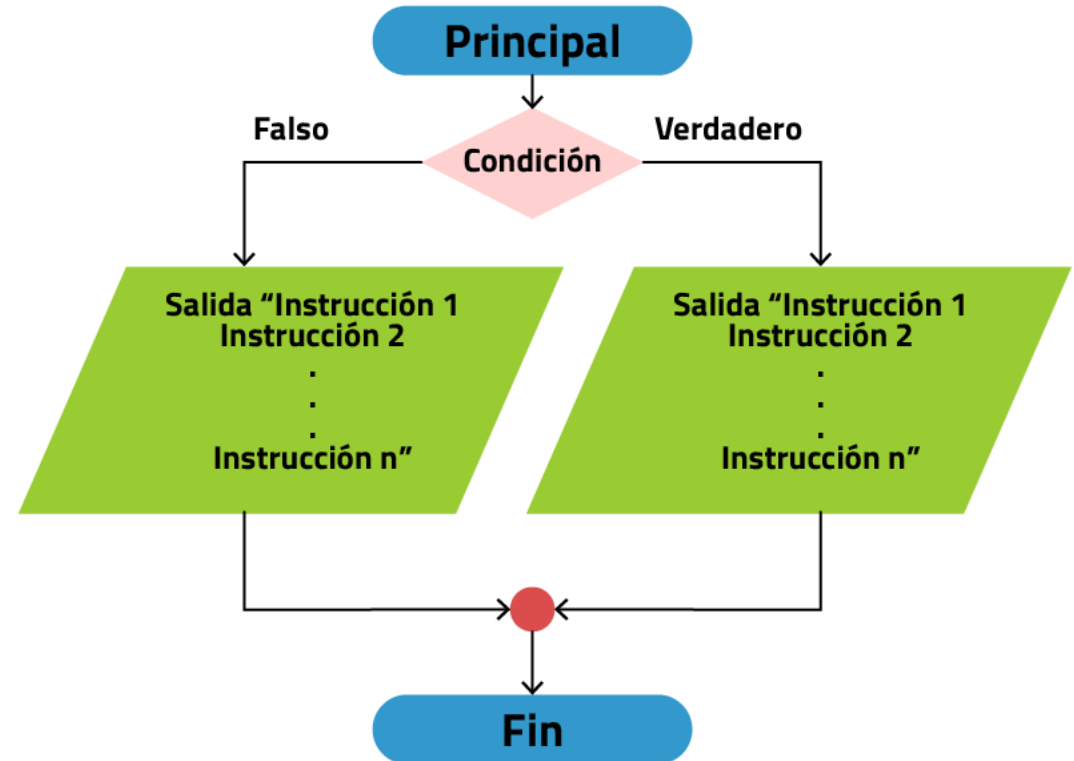 Principal
Falso
Verdadero
Condición
Salida “Instrucción 1
Instrucción 2
.
.
.
Instrucción n”
Salida “Instrucción 1
Instrucción 2
.
.
.
Instrucción n”
Fin